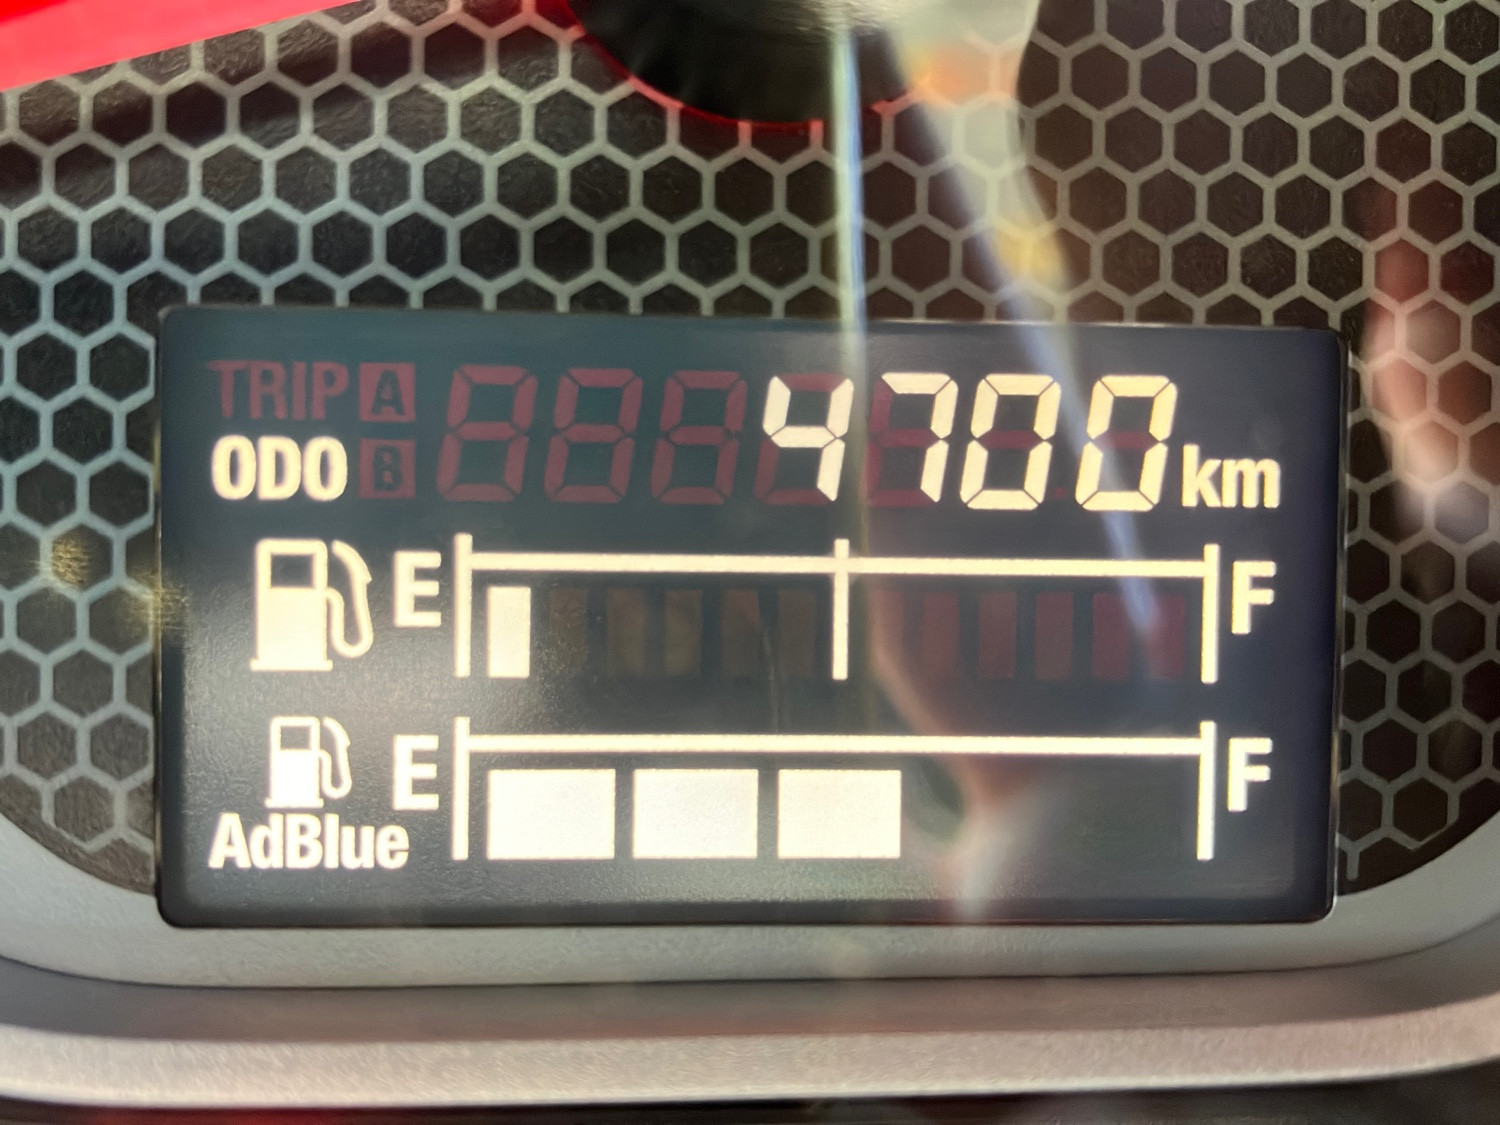 TRIP A
ODO B 4700 km
E F
E F
AdBlue